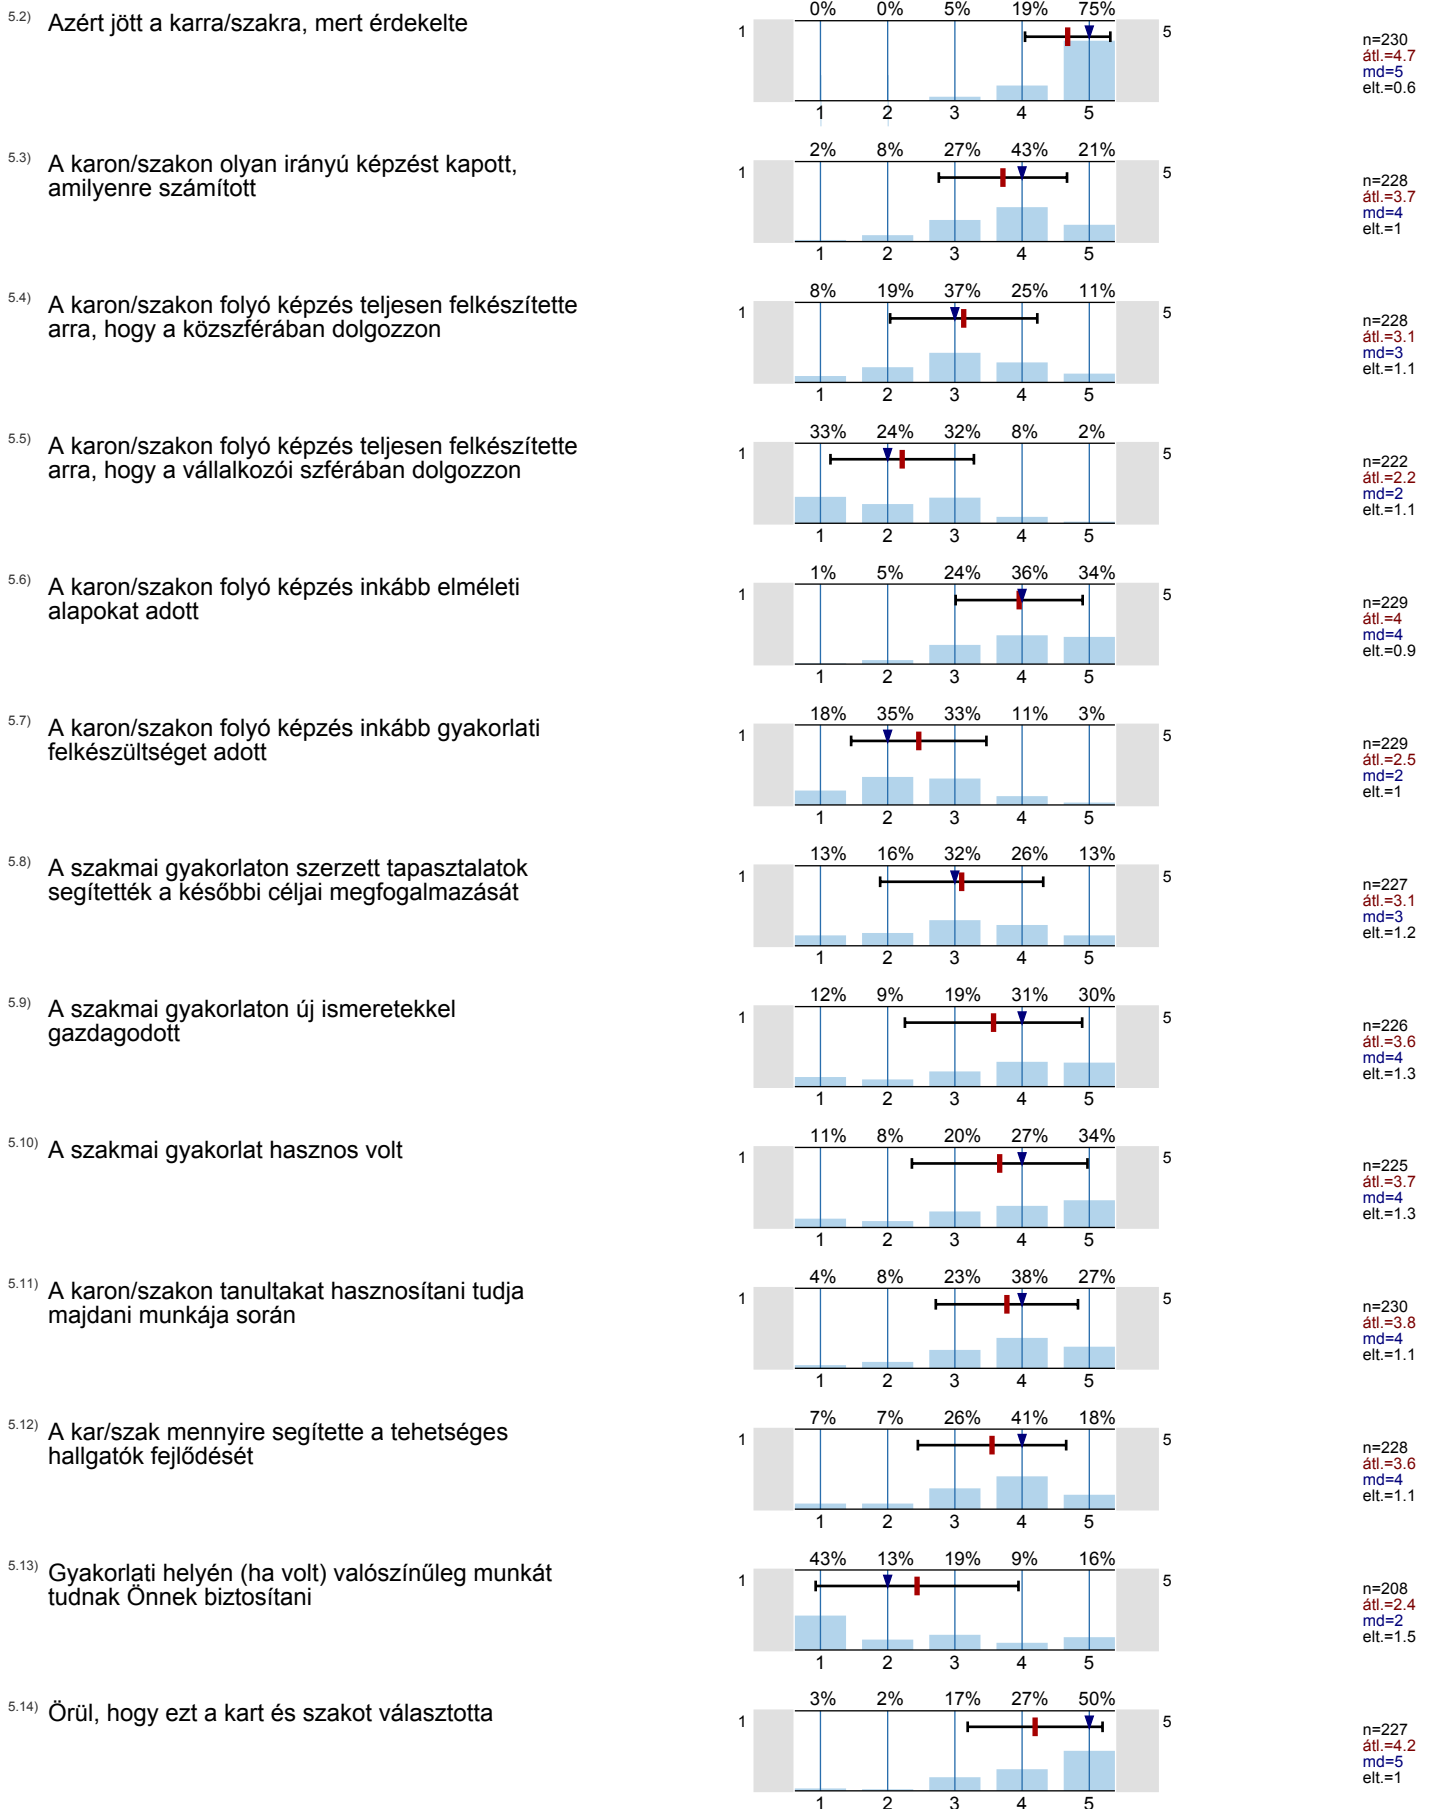 5.2) Azért jött a karra/szakra, mert érdekelte
0% 0% 5% 19% 75%
1 5
1 2 3 4 5
n=230
átl.=4.7
md=5
elt.=0.6
5.3) A karon/szakon olyan irányú képzést kapott,
amilyenre számított
2% 8% 27% 43% 21%
1 5
1 2 3 4 5
n=228
átl.=3.7
md=4
elt.=1
5.4) A karon/szakon folyó képzés teljesen felkészítette
arra, hogy a közszférában dolgozzon
8% 19% 37% 25% 11%
1 5
1 2 3 4 5
n=228
átl.=3.1
md=3
elt.=1.1
5.5) A karon/szakon folyó képzés teljesen felkészítette
arra, hogy a vállalkozói szférában dolgozzon
33% 24% 32% 8% 2%
1 5
1 2 3 4 5
n=222
átl.=2.2
md=2
elt.=1.1
5.6) A karon/szakon folyó képzés inkább elméleti
alapokat adott
1% 5% 24% 36% 34%
1 5
1 2 3 4 5
n=229
átl.=4
md=4
elt.=0.9
5.7) A karon/szakon folyó képzés inkább gyakorlati
felkészültséget adott
18% 35% 33% 11% 3%
1 5
1 2 3 4 5
n=229
átl.=2.5
md=2
elt.=1
5.8) A szakmai gyakorlaton szerzett tapasztalatok
segítették a későbbi céljai megfogalmazását
13% 16% 32% 26% 13%
1 5
1 2 3 4 5
n=227
átl.=3.1
md=3
elt.=1.2
5.9) A szakmai gyakorlaton új ismeretekkel
gazdagodott
12% 9% 19% 31% 30%
1 5
1 2 3 4 5
n=226
átl.=3.6
md=4
elt.=1.3
5.10) A szakmai gyakorlat hasznos volt
11% 8% 20% 27% 34%
1 5
1 2 3 4 5
n=225
átl.=3.7
md=4
elt.=1.3
5.11) A karon/szakon tanultakat hasznosítani tudja
majdani munkája során
4% 8% 23% 38% 27%
1 5
1 2 3 4 5
n=230
átl.=3.8
md=4
elt.=1.1
5.12) A kar/szak mennyire segítette a tehetséges
hallgatók fejlődését
7% 7% 26% 41% 18%
1 5
1 2 3 4 5
n=228
átl.=3.6
md=4
elt.=1.1
5.13) Gyakorlati helyén (ha volt) valószínűleg munkát
tudnak Önnek biztosítani
43% 13% 19% 9% 16%
1 5
1 2 3 4 5
n=208
átl.=2.4
md=2
elt.=1.5
5.14) Örül, hogy ezt a kart és szakot választotta
3% 2% 17% 27% 50%
1 5
1 2 3 4 5
n=227
átl.=4.2
md=5
elt.=1